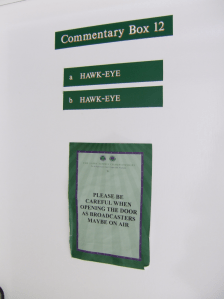 Commentary Box 12
a HAWK-EYE
b HAWK-EYE
PLEASE BE
CAREFUL WHEN
OPENING THE DOOR
AS BROADCASTERS
MAYBE ON AIR